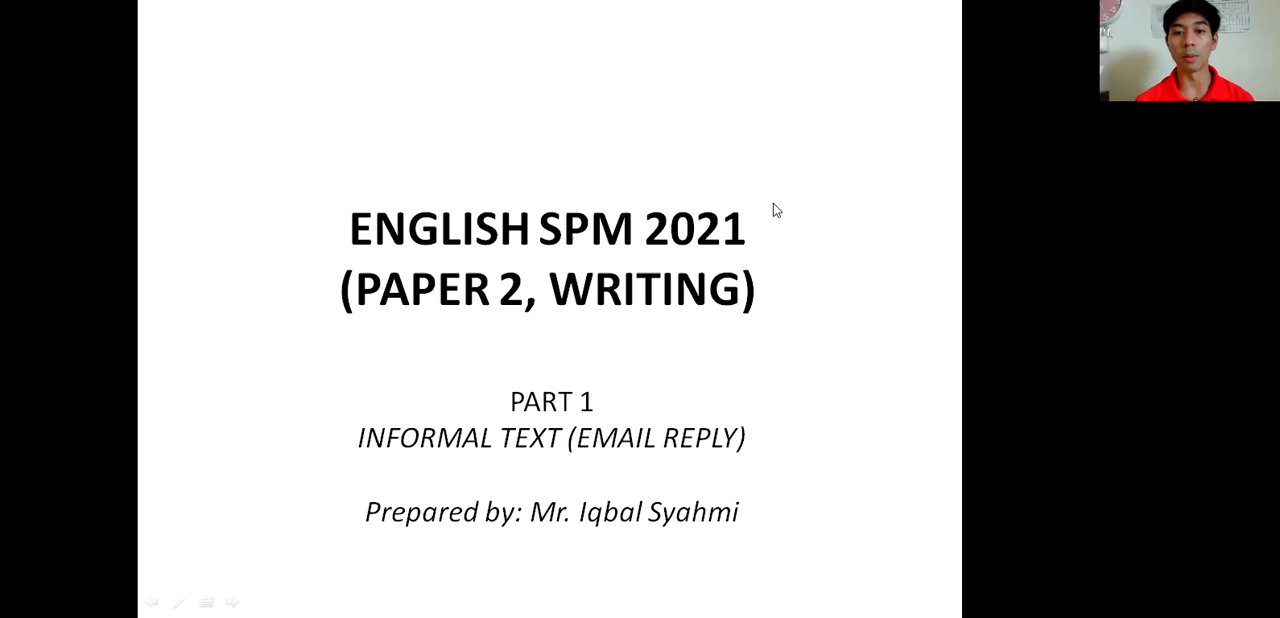 ENGLISH SPM 2021
(PAPER 2, WRITING)
PART 1
INFORMAL TEXT (EMAIL REPLY)
Prepared by: Mr. Iqbal Syahmi